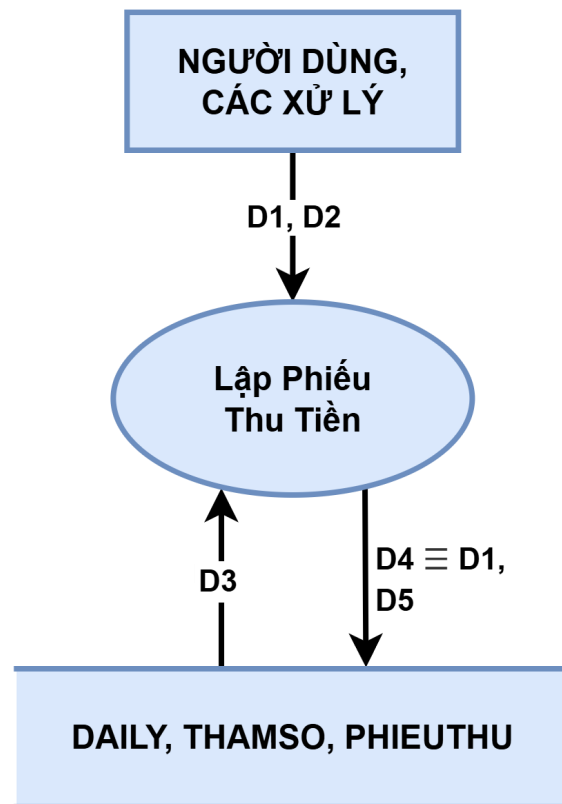 NGƯỜI DÙNG,
CÁC XỬ LÝ
D1, D2
Lập Phiếu
Thu Tiền
D3
D4 ≡ D1,
D5
DAILY, THAMSO, PHIEUTHU